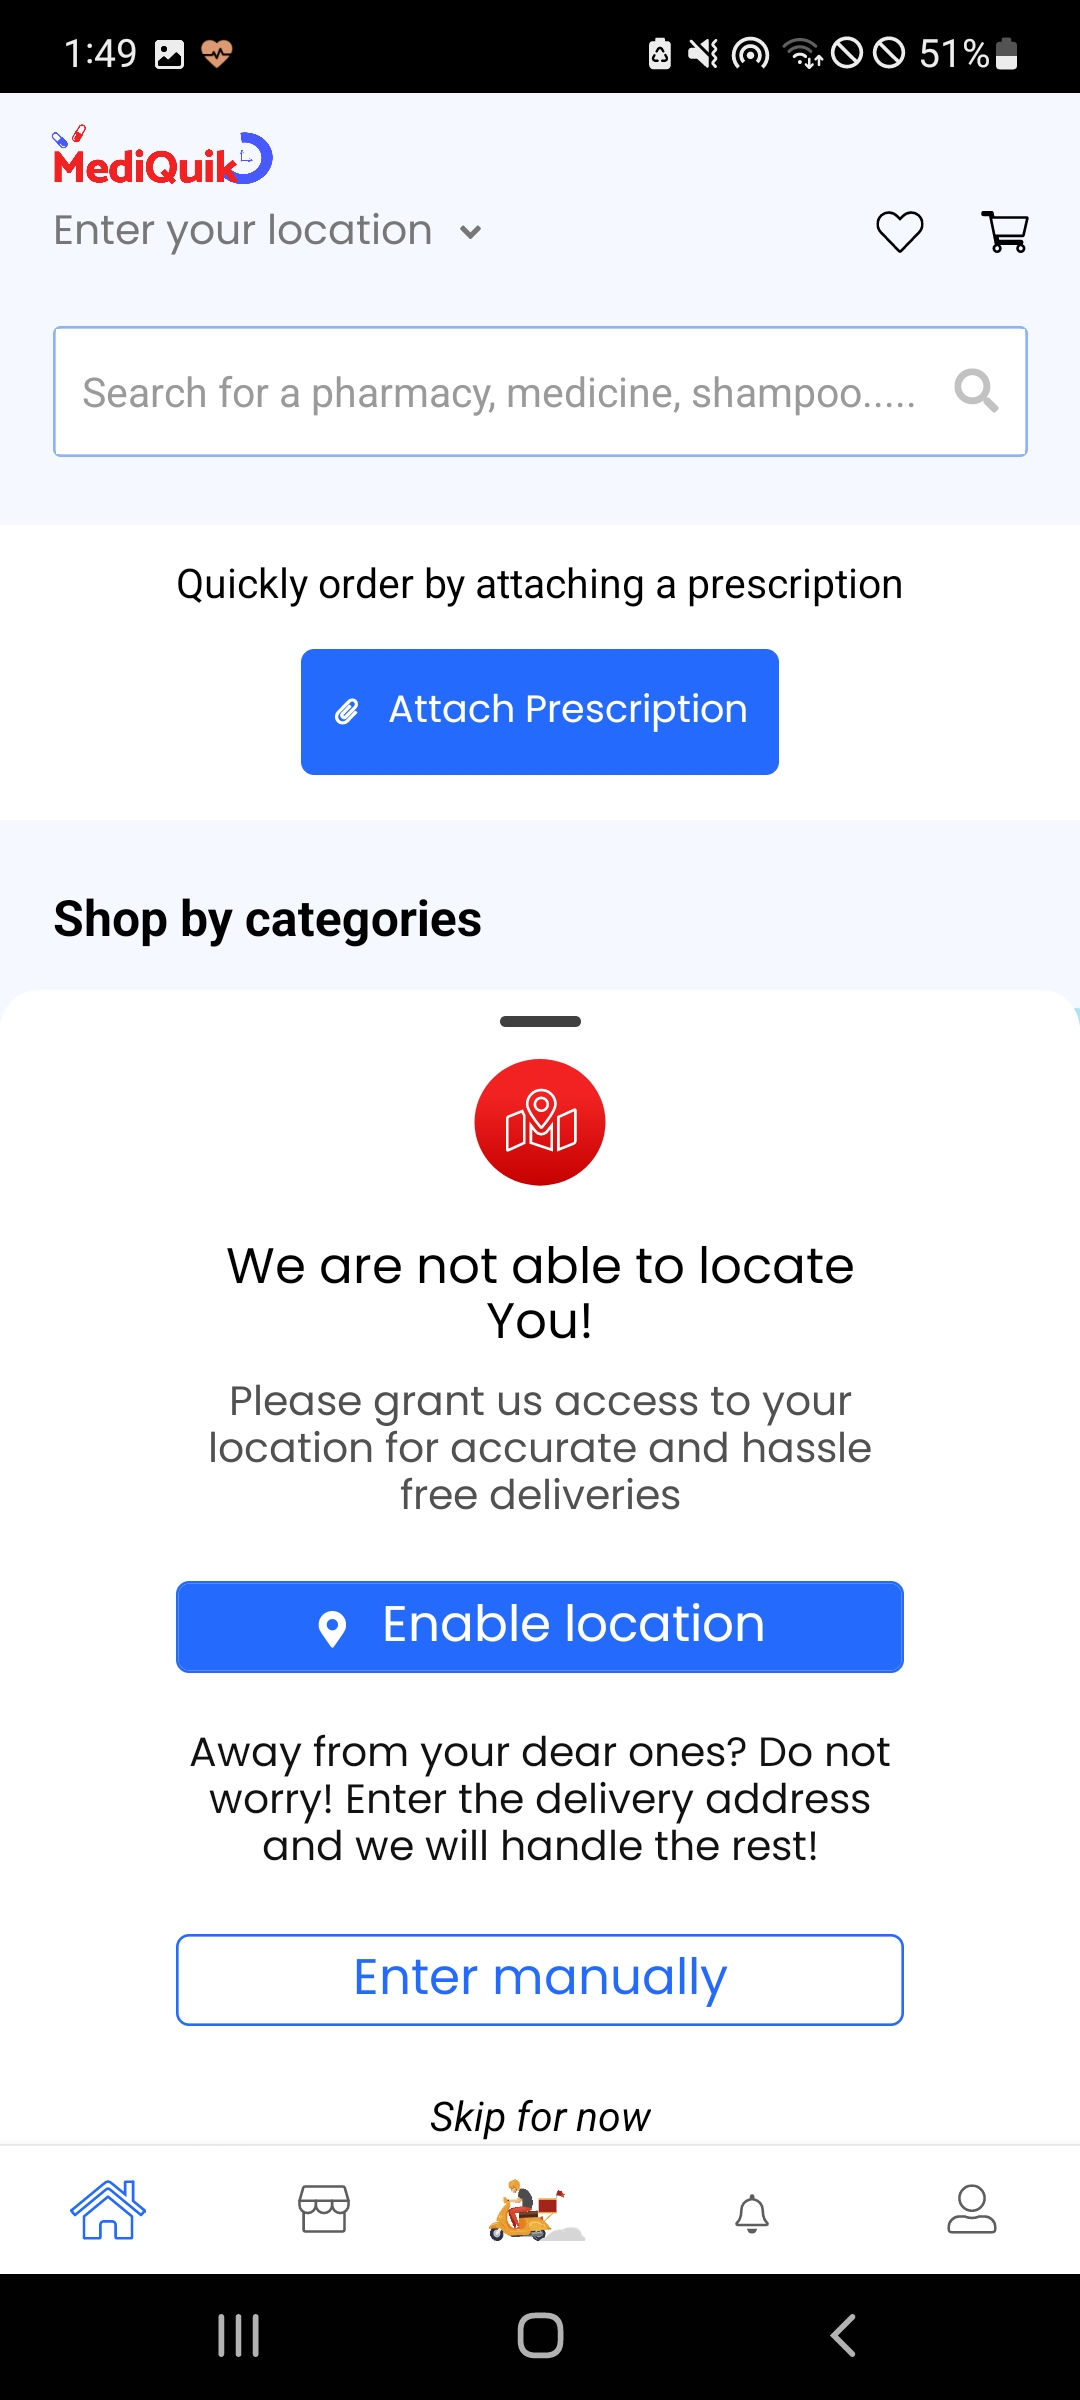 1:49
51%
MediQuik
Enter your location
Search for a pharmacy, medicine, shampoo.....
Quickly order by attaching a prescription
Attach Prescription
Shop by categories
We are not able to locate
You!
Please grant us access to your
location for accurate and hassle
free deliveries
Enable location
Away from your dear ones? Do not
worry! Enter the delivery address
and we will handle the rest!
Enter manually
Skip for now